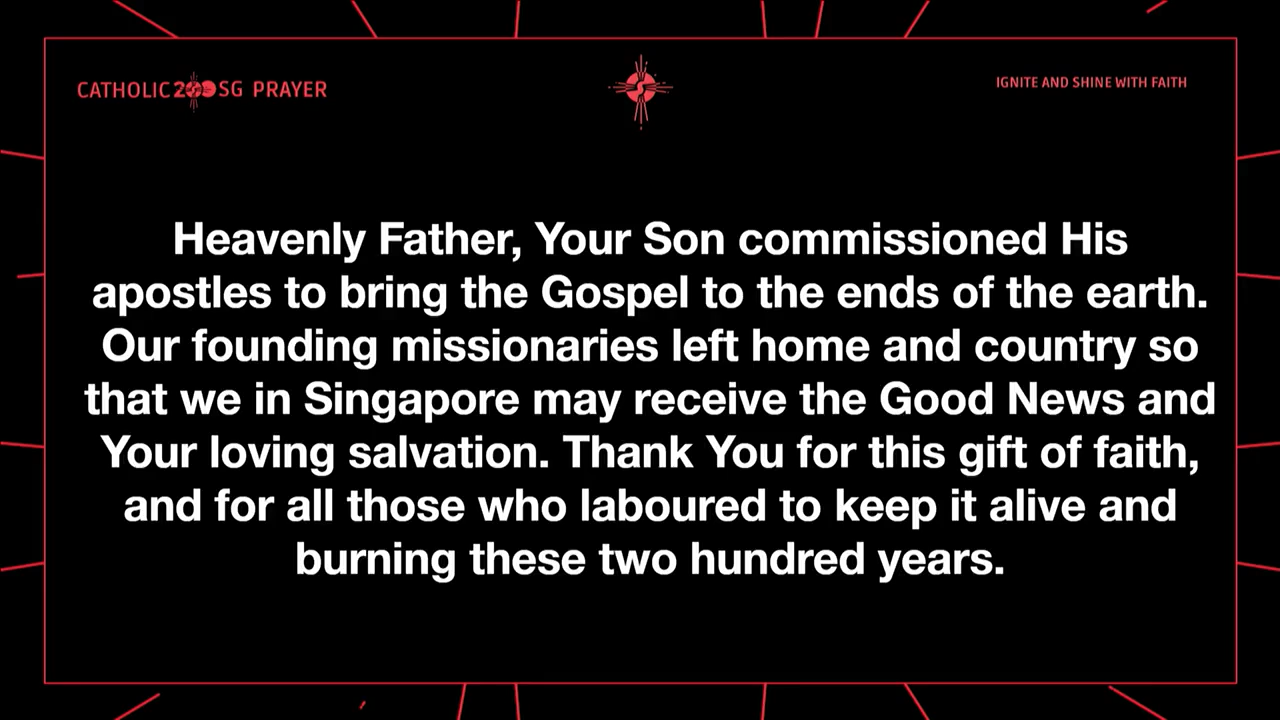 CATHOLIC200SG PRAYER
IGNITE AND SHINE WITH FAITH
Heavenly Father, Your Son commissioned His
apostles to bring the Gospel to the ends of the earth.
Our founding missionaries left home and country so
that we in Singapore may receive the Good News and
Your loving salvation. Thank You for this gift of faith,
and for all those who laboured to keep it alive and
burning these two hundred years.